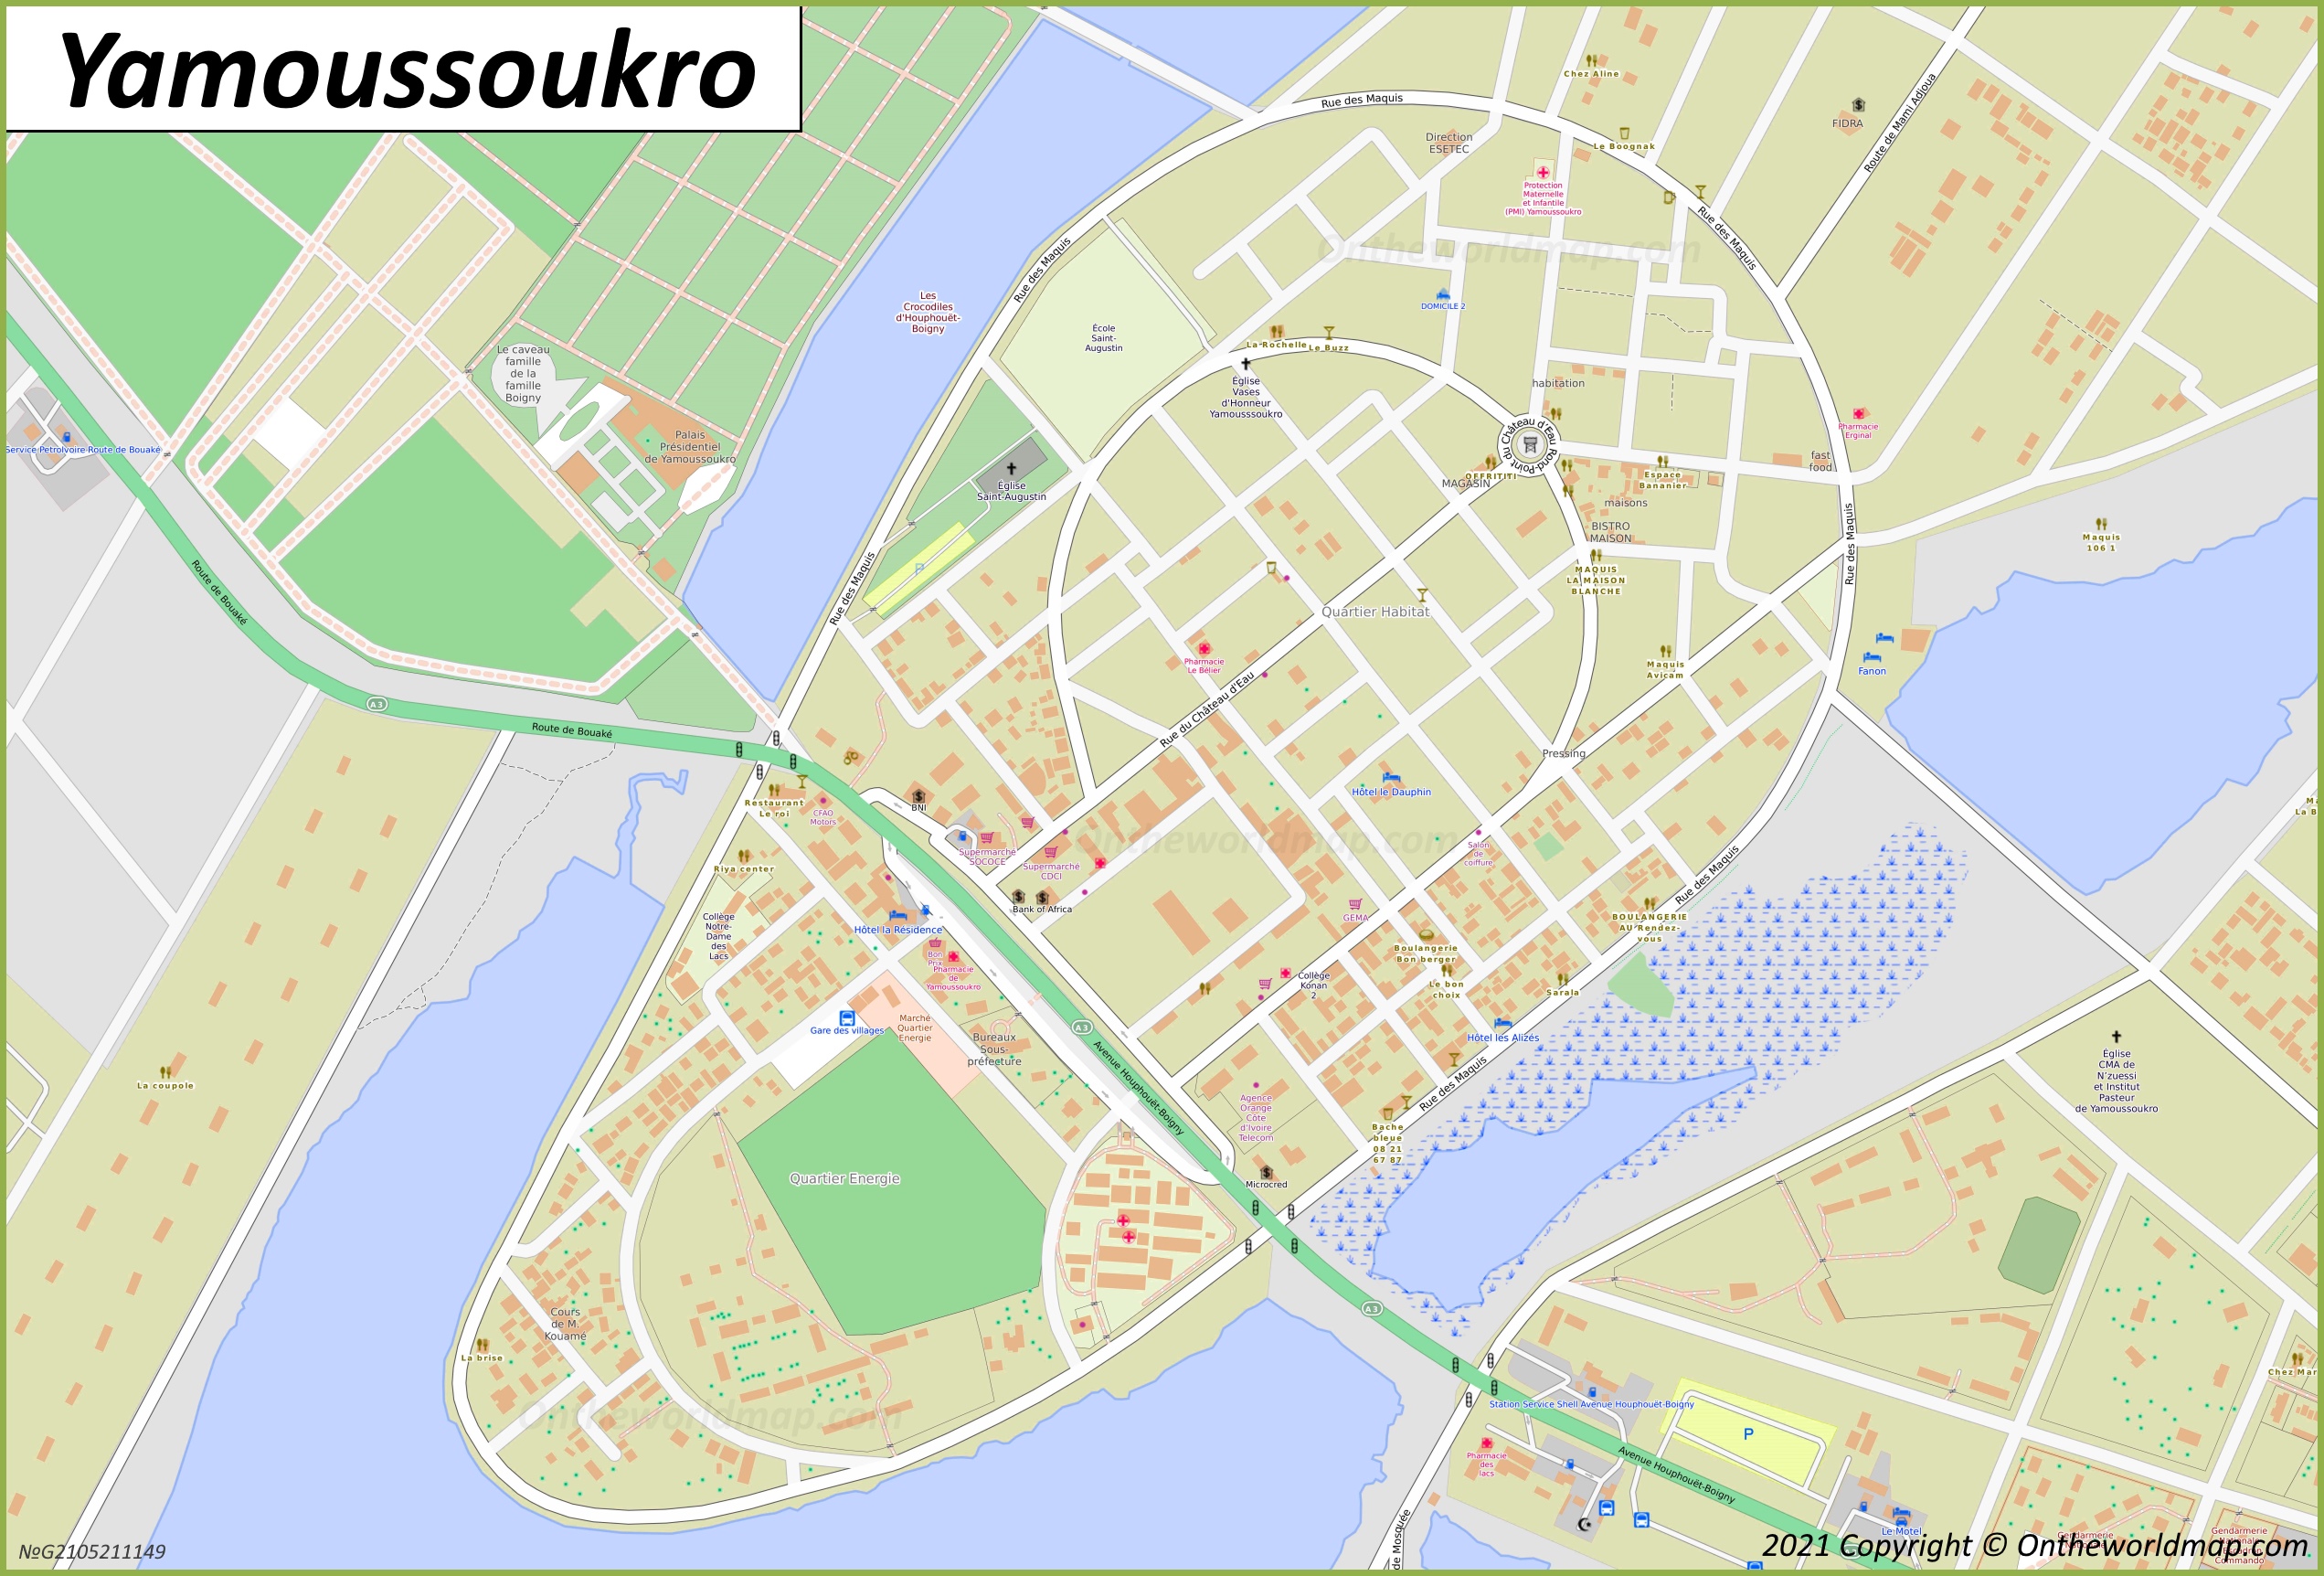 Yamoussoukro
Rue des Maquis
Chez Aline
Le Boognak
FIDRA
Route de Mami Adjoua
Direction
ESETEC
Protection
Maternelle
et Infantile
(PMI) Yamoussoukro
Rue des Maquis
Ontheworldmap.com
Rue des Maquis
Les
Crocodiles
d'Houphouët-
Boigny
École
Saint-
Augustin
DOMICILE 2
La Rochelle
Le Buzz
Église
Vases
d'Honneur
Yamousssoukro
habitation
Le caveau
famille
de la
famille
Boigny
Palais
Présidentiel
de Yamoussoukro
Service Petrolvoire Route de Bouaké
Rond-Point du Château d'Eau
Pharmacie
Erginal
fast
food
OFFRITITI
MAGASIN
Espace
Bananier
maisons
BISTRO
MAISON
Église
Saint-Augustin
P
Maquis
106 1
Rue des Maquis
Rue des Maquis
MAQUIS
LA MAISON
BLANCHE
Route de Bouaké
Quartier Habitat
Pharmacie
Le Bélier
Maquis
Avicam
Fanon
A3
Route de Bouaké
Rue du Château d'Eau
Pressing
Hôtel le Dauphin
Restaurant
Le roi
CFAO
Motors
BNI
Supermarché
SOCOCE
Supermarché
CDCI
Ontheworldmap.com
Salon
de
coiffure
Riya center
Bank of Africa
Rue des Maquis
Collège
Notre-
Dame
des
Lacs
Hôtel la Résidence
GEMA
BOULANGERIE
AU Rendez-
vous
Bon
Prix
Pharmacie
de
Yamoussoukro
Boulangerie
Bon berger
Le bon
choix
Sarala
Collège
Konan
2
Gare des villages
Marché
Quartier
Energie
Bureaux
Sous-
préfecture
A3
Avenue Houphouët-Boigny
Hôtel les Alizés
Rue des Maquis
La coupole
Agence
Orange
Côte
d'Ivoire
Telecom
Bache
bleue
08 21
67 87
Église
CMA de
N'zuessi
et Institut
Pasteur
de Yamoussoukro
Quartier Energie
Microcred
A3
Cours
de M.
Kouamé
La brise
Ontheworldmap.com
Chez Mar
Station Service Shell Avenue Houphouët-Boigny
P
Pharmacie
des
lacs
Avenue Houphouët-Boigny
de Mosquée
Le Motel
Gendarmerie
Gendarmerie
Commando
NºG2105211149
2021 Copyright © Ontheworldmap.com